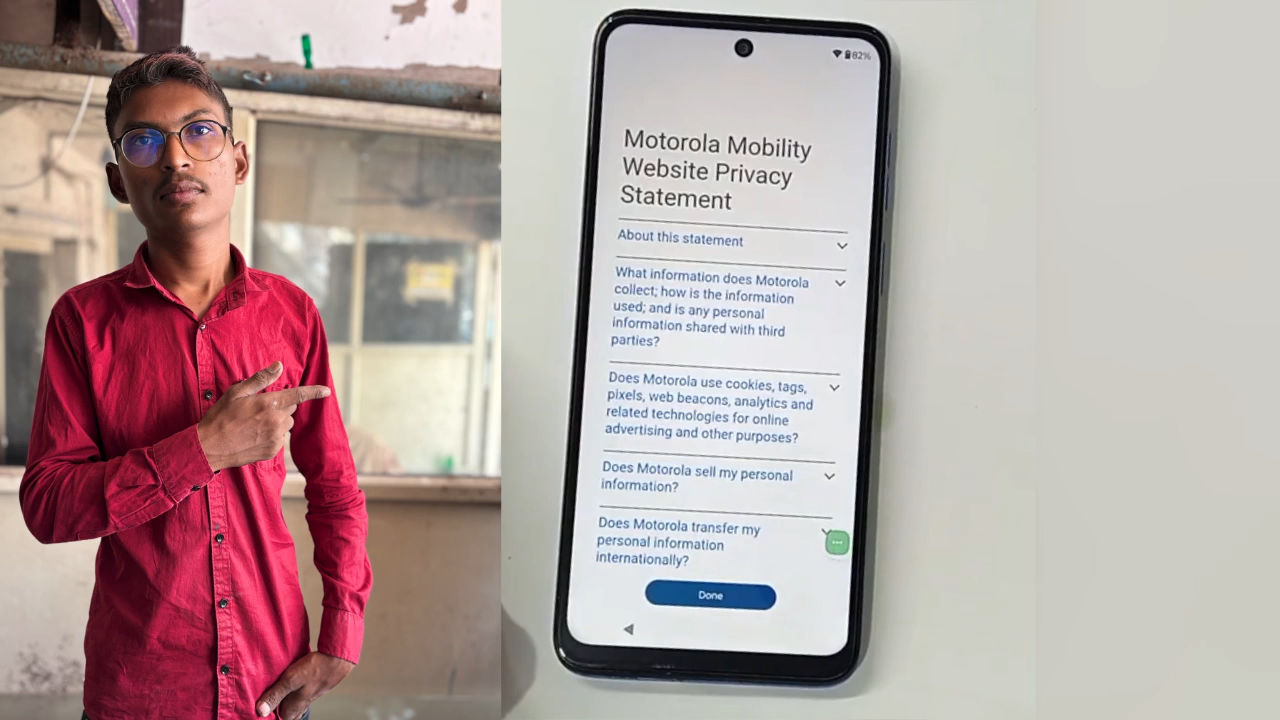 82%
Motorola Mobility
Website Privacy
Statement
About this statement
What information does Motorola
collect; how is the information
used; and is any personal
information shared with third
parties?
Does Motorola use cookies, tags,
pixels, web beacons, analytics and
related technologies for online
advertising and other purposes?
Does Motorola sell my personal
information?
Does Motorola transfer my
personal information
internationally?
Done